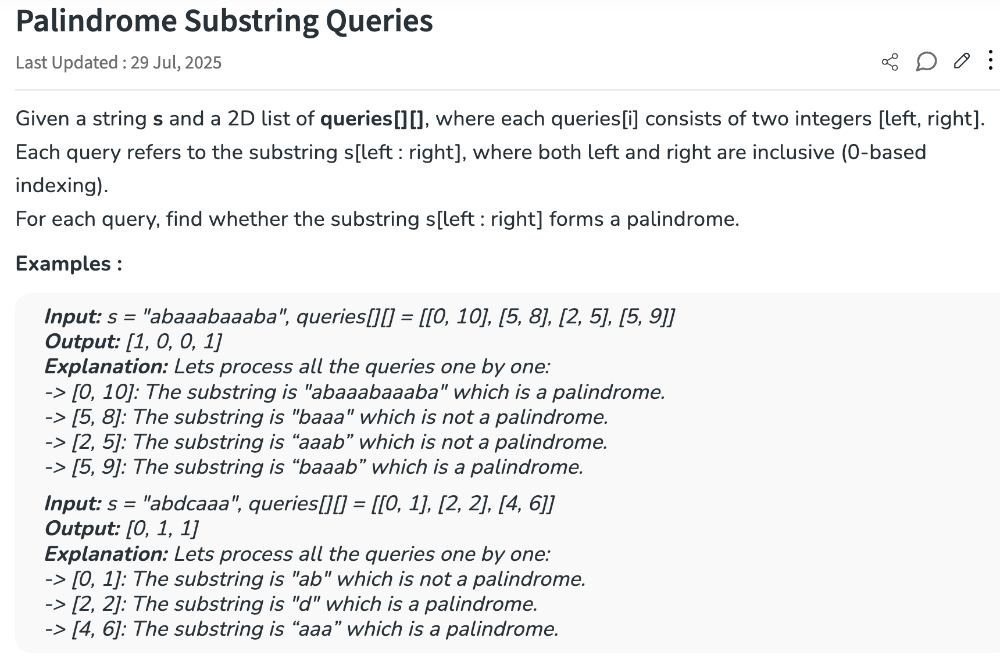 Palindrome Substring Queries
Last Updated : 29 Jul, 2025
Given a string s and a 2D list of queries[][], where each queries[i] consists of two integers [left, right].
Each query refers to the substring s[left : right], where both left and right are inclusive (0-based
indexing).
For each query, find whether the substring s[left : right] forms a palindrome.
Examples :
Input: s = "abaaabaaaba", queries[][] = [[0, 10], [5, 8], [2, 5], [5, 9]]
Output: [1, 0, 0, 1]
Explanation: Lets process all the queries one by one:
-> [0, 10]: The substring is "abaaabaaaba" which is a palindrome.
-> [5, 8]: The substring is "baaa" which is not a palindrome.
-> [2, 5]: The substring is “aaab” which is not a palindrome.
-> [5, 9]: The substring is “baaab” which is a palindrome.
Input: s = "abdcaaa", queries[][] = [[0, 1], [2, 2], [4, 6]]
Output: [0, 1, 1]
Explanation: Lets process all the queries one by one:
-> [0, 1]: The substring is "ab" which is not a palindrome.
-> [2, 2]: The substring is "d" which is a palindrome.
-> [4, 6]: The substring is “aaa” which is a palindrome.